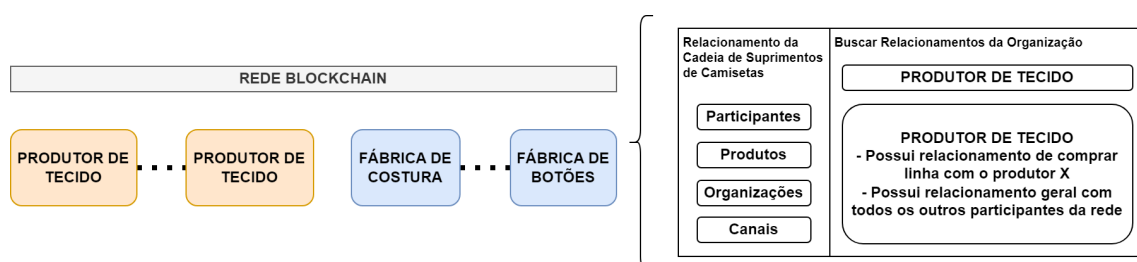 REDE BLOCKCHAIN
PRODUTOR DE
TECIDO
PRODUTOR DE
TECIDO
FÁBRICA DE
COSTURA
FÁBRICA DE
BOTÕES
Relacionamento da
Cadeia de Suprimentos
de Camisetas
Participantes
Produtos
Organizações
Canais
Buscar Relacionamentos da Organização
PRODUTOR DE TECIDO
PRODUTOR DE TECIDO
- Possui relacionamento de comprar
linha com o produtor X
- Possui relacionamento geral com
todos os outros participantes da rede